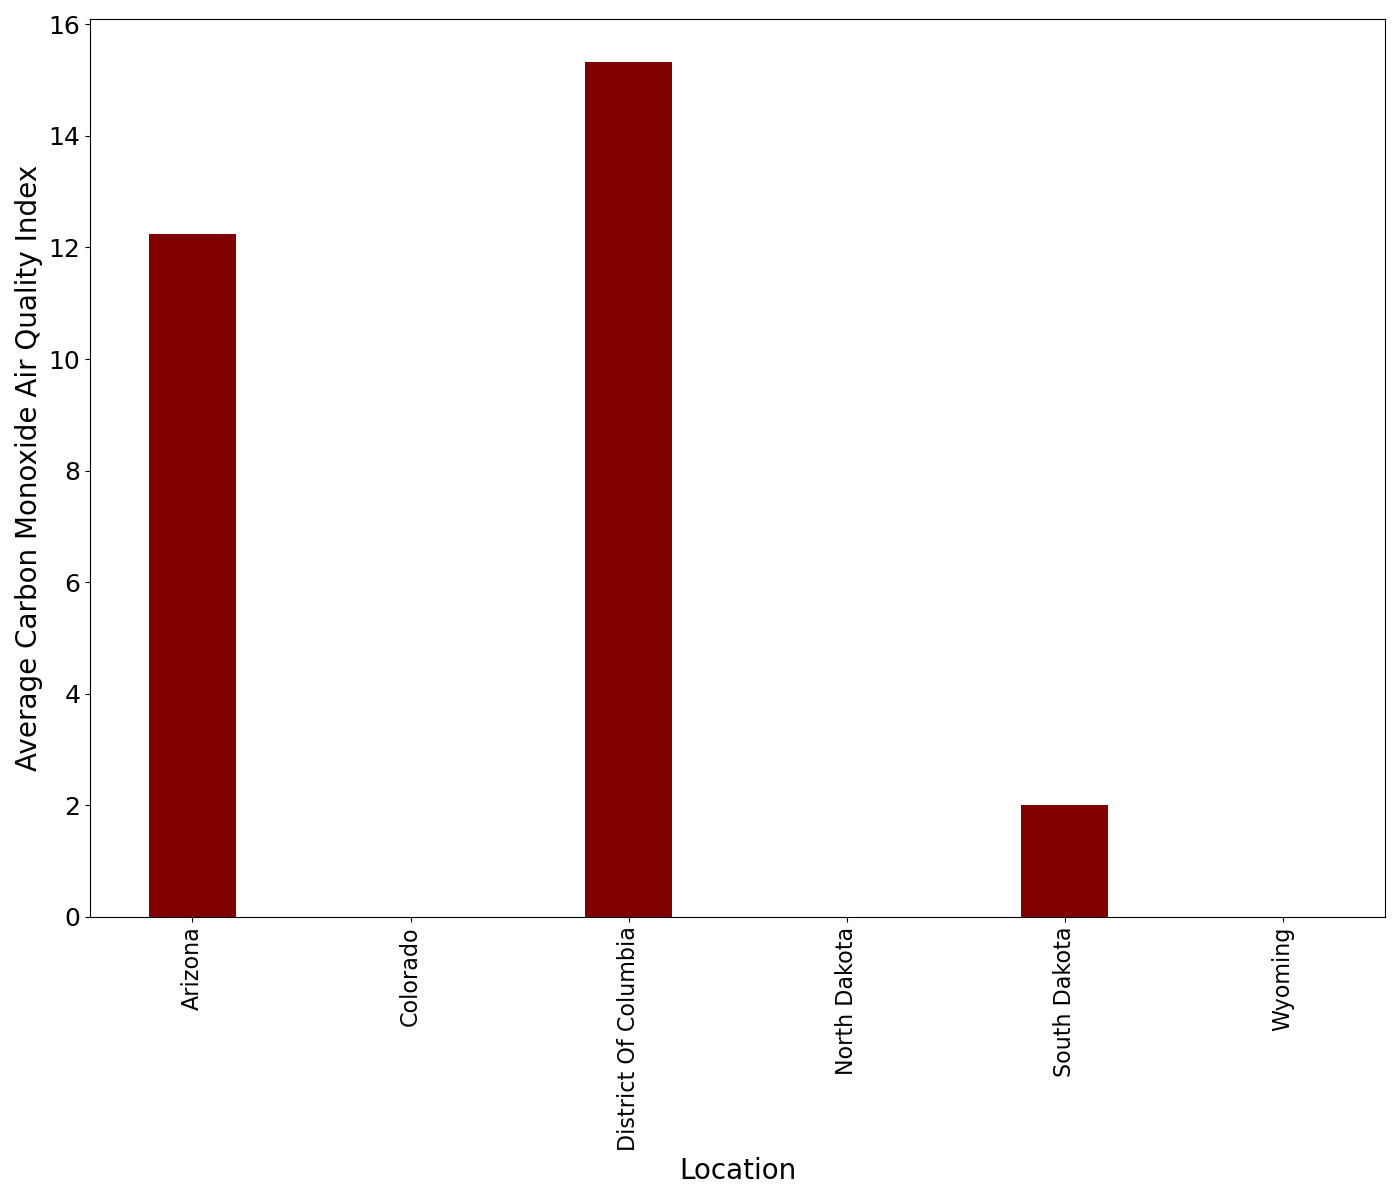 16
14
12
10
8
6
4
2
0
Average Carbon Monoxide Air Quality Index
Arizona
Colorado
District Of Columbia
North Dakota
South Dakota
Wyoming
Location